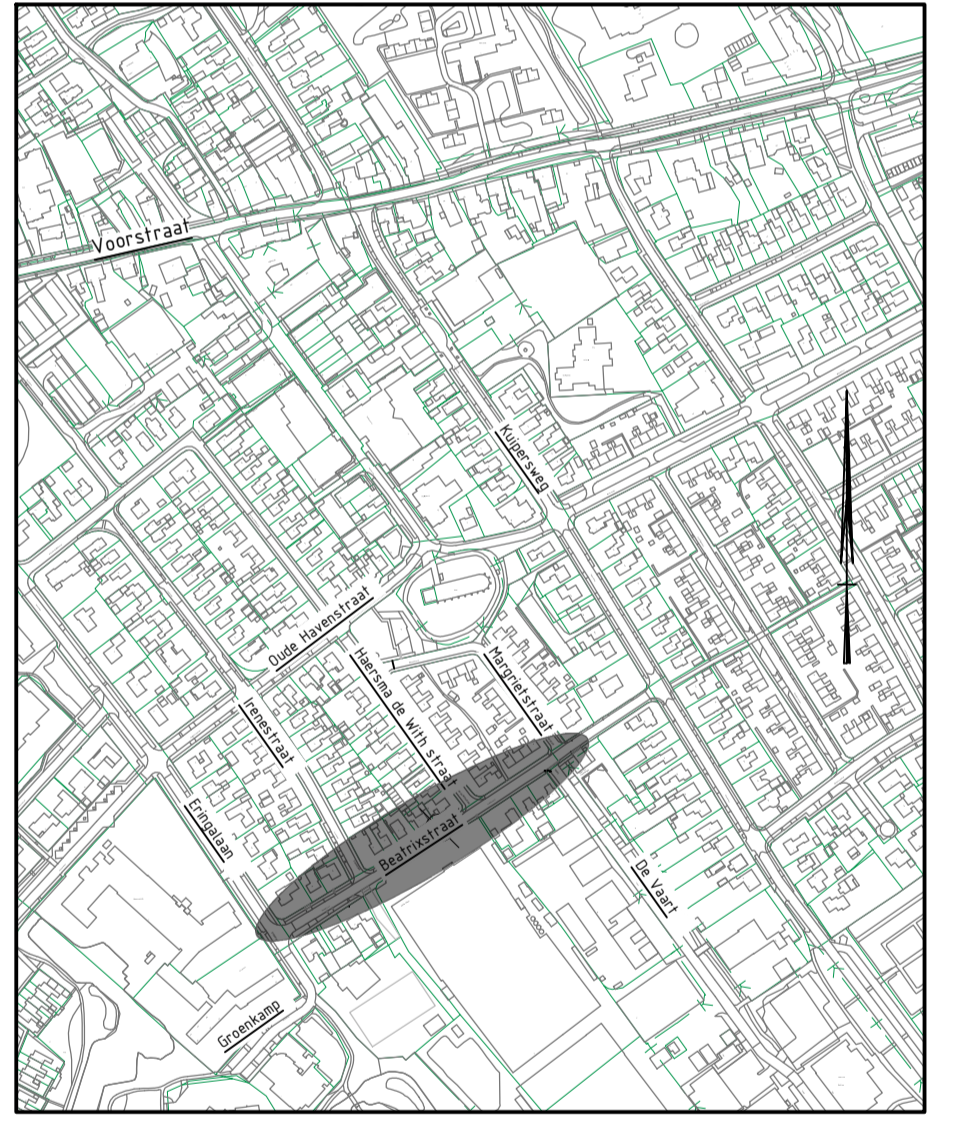 Voorstraat
Kuipersweg
Oude Havenstraat
Haersma de With straat
Margrietstraat
Irenestraat
Eringalaan
Beatrixstraat
De Vaart
Groenkamp